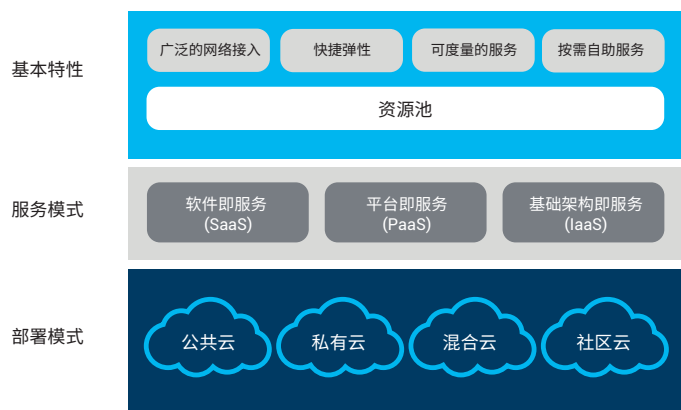 基本特性
广泛的网络接入
快捷弹性
可度量的服务
按需自助服务
资源池
服务模式
软件即服务
(SaaS)
平台即服务
(PaaS)
基础架构即服务
(IaaS)
部署模式
公共云
私有云
混合云
社区云